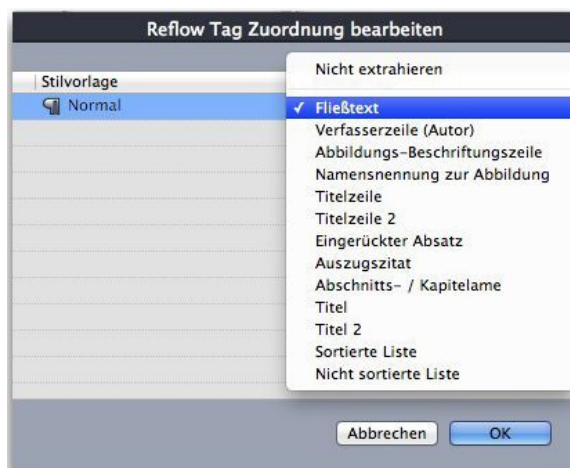 Reflow Tag Zuordnung bearbeiten
Nicht extrahieren
Stilvorlage
Normal
✓ Fließtext
Verfasserzeile (Autor)
Abbildungs-Beschriftungszeile
Namensnennung zur Abbildung
Titelzeile
Titelzeile 2
Eingerückter Absatz
Auszugszitat
Abschnitts- / Kapitelame
Titel
Titel 2
Sortierte Liste
Nicht sortierte Liste
Abbrechen
OK